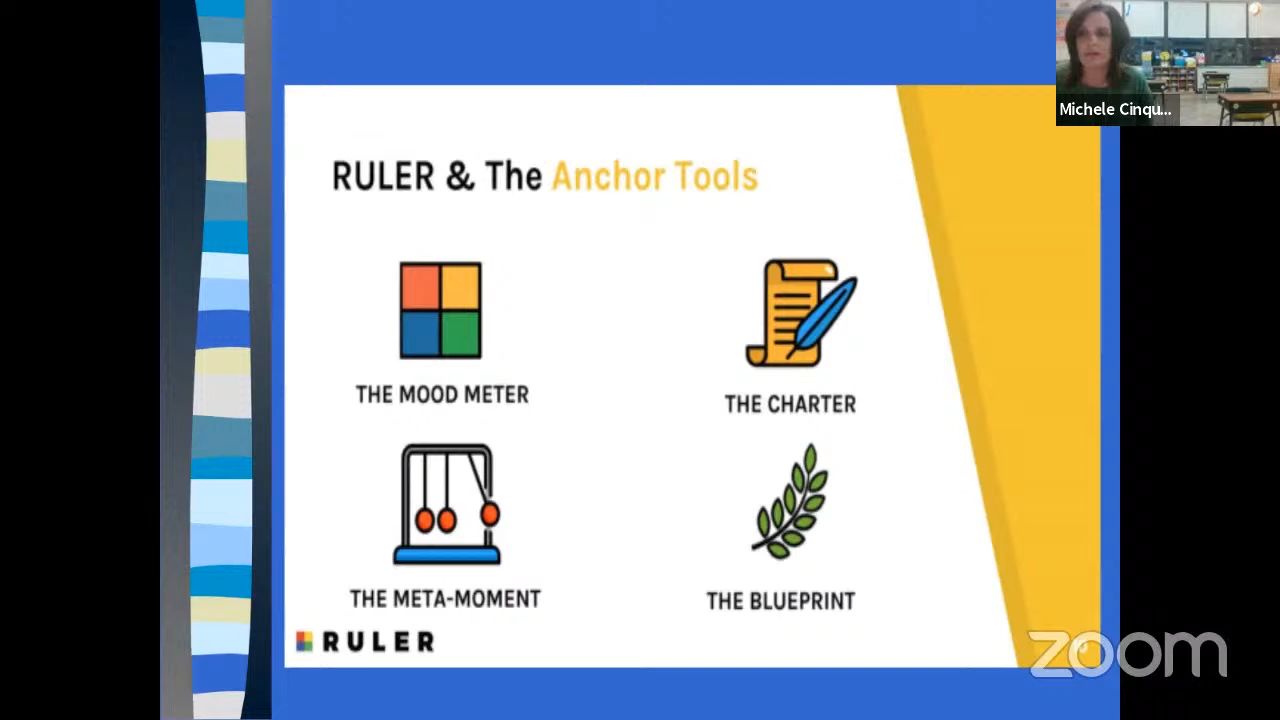 Michele Cinqu...
RULER & The Anchor Tools
THE MOOD METER
THE CHARTER
THE META-MOMENT
THE BLUEPRINT
RULER
zoom